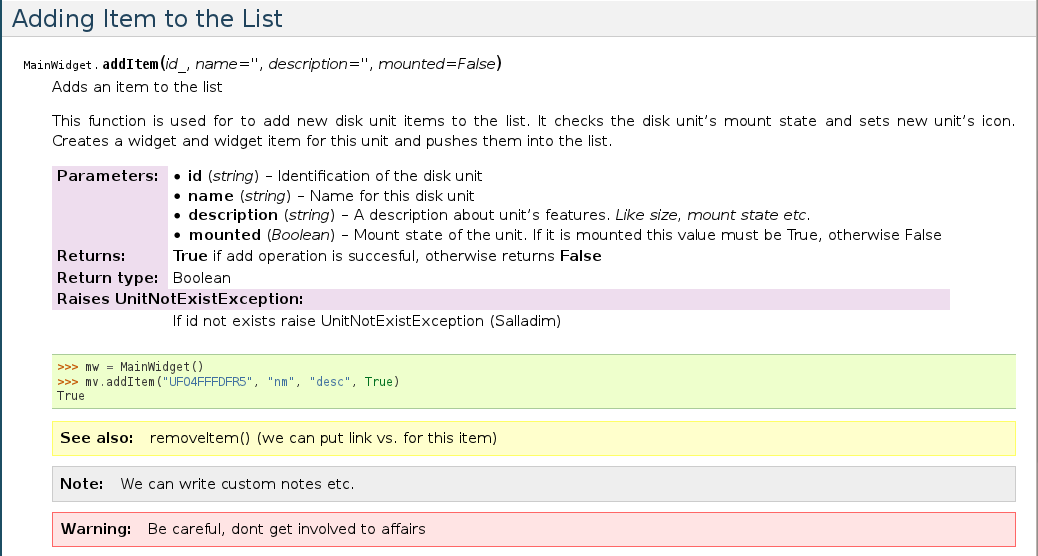 Adding Item to the List
MainWidget.addItem(id_, name='', description='', mounted=False)
Adds an item to the list
This function is used for to add new disk unit items to the list. It checks the disk unit's mount state and sets new unit's icon.
Creates a widget and widget item for this unit and pushes them into the list.
Parameters: • id (string) – Identification of the disk unit
• name (string) – Name for this disk unit
• description (string) – A description about unit's features. Like size, mount state etc.
• mounted (Boolean) – Mount state of the unit. If it is mounted this value must be True, otherwise False
Returns: True if add operation is succesful, otherwise returns False
Return type: Boolean
Raises UnitNotExistException:
If id not exists raise UnitNotExistException (Salladim)
>>> mw = MainWidget()
>>> mv.addItem("UFO4FFFDFR5", "nm", "desc", True)
True
See also: removeItem() (we can put link vs. for this item)
Note: We can write custom notes etc.
Warning: Be careful, dont get involved to affairs